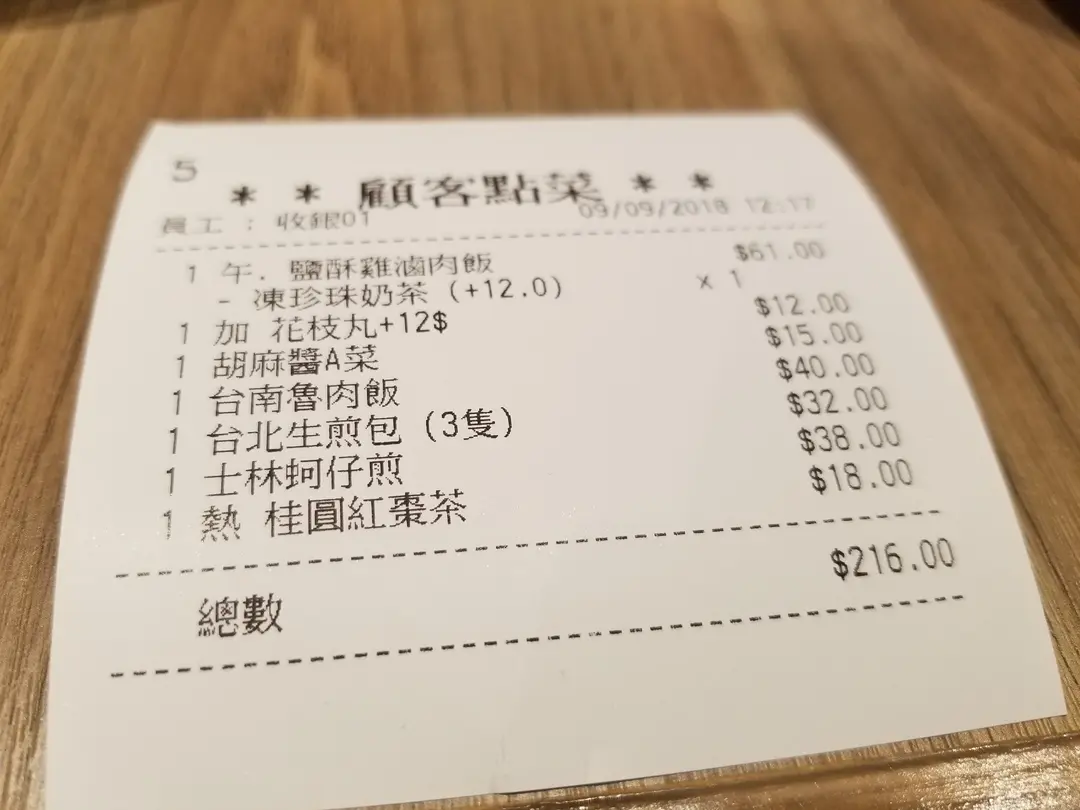 5
* * 顧客點菜 * *
員工 : 收銀01 09/09/2018 12:17
1 午. 鹽酥雞滷肉飯 $61.00
- 凍珍珠奶茶 (+12.0) x 1
1 加 花枝丸+12$ $12.00
1 胡麻醬A菜 $15.00
1 台南魯肉飯 $40.00
1 台北生煎包 (3隻) $32.00
1 士林蚵仔煎 $38.00
1 熱 桂圓紅棗茶 $18.00
總數 $216.00